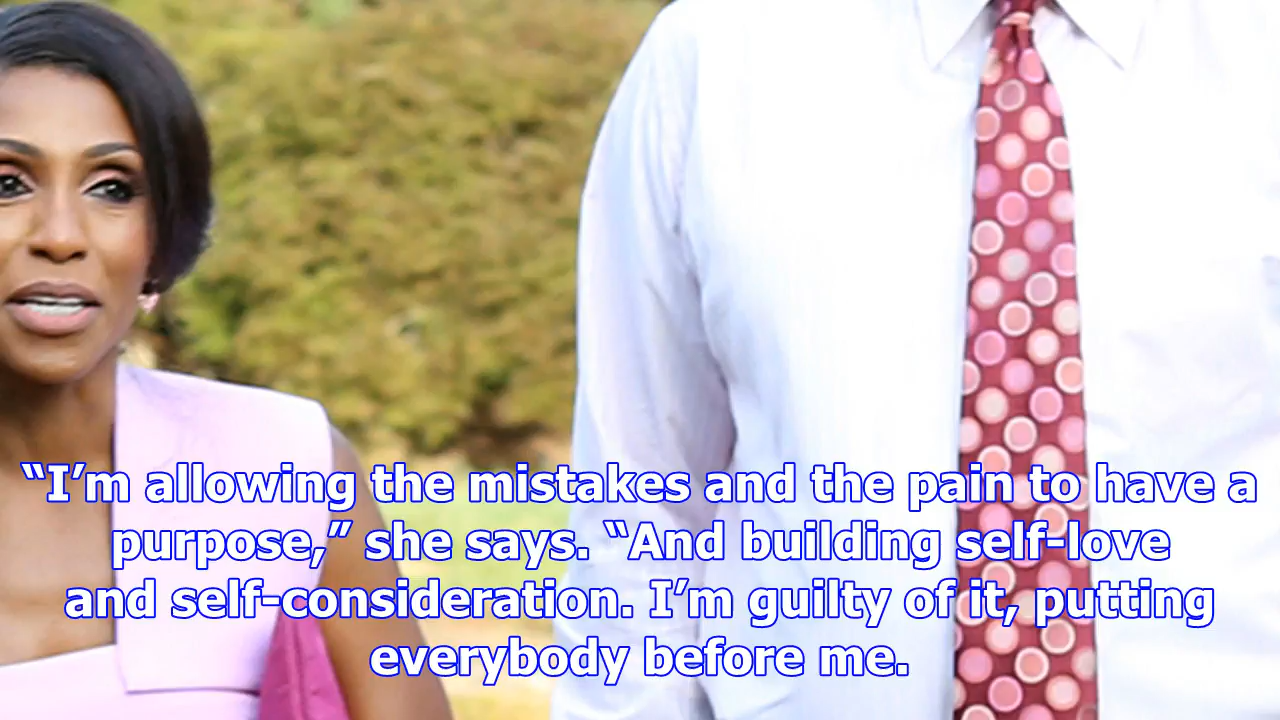 “I’m allowing the mistakes and the pain to have a
purpose,” she says. “And building self-love
and self-consideration. I’m guilty of it, putting
everybody before me.